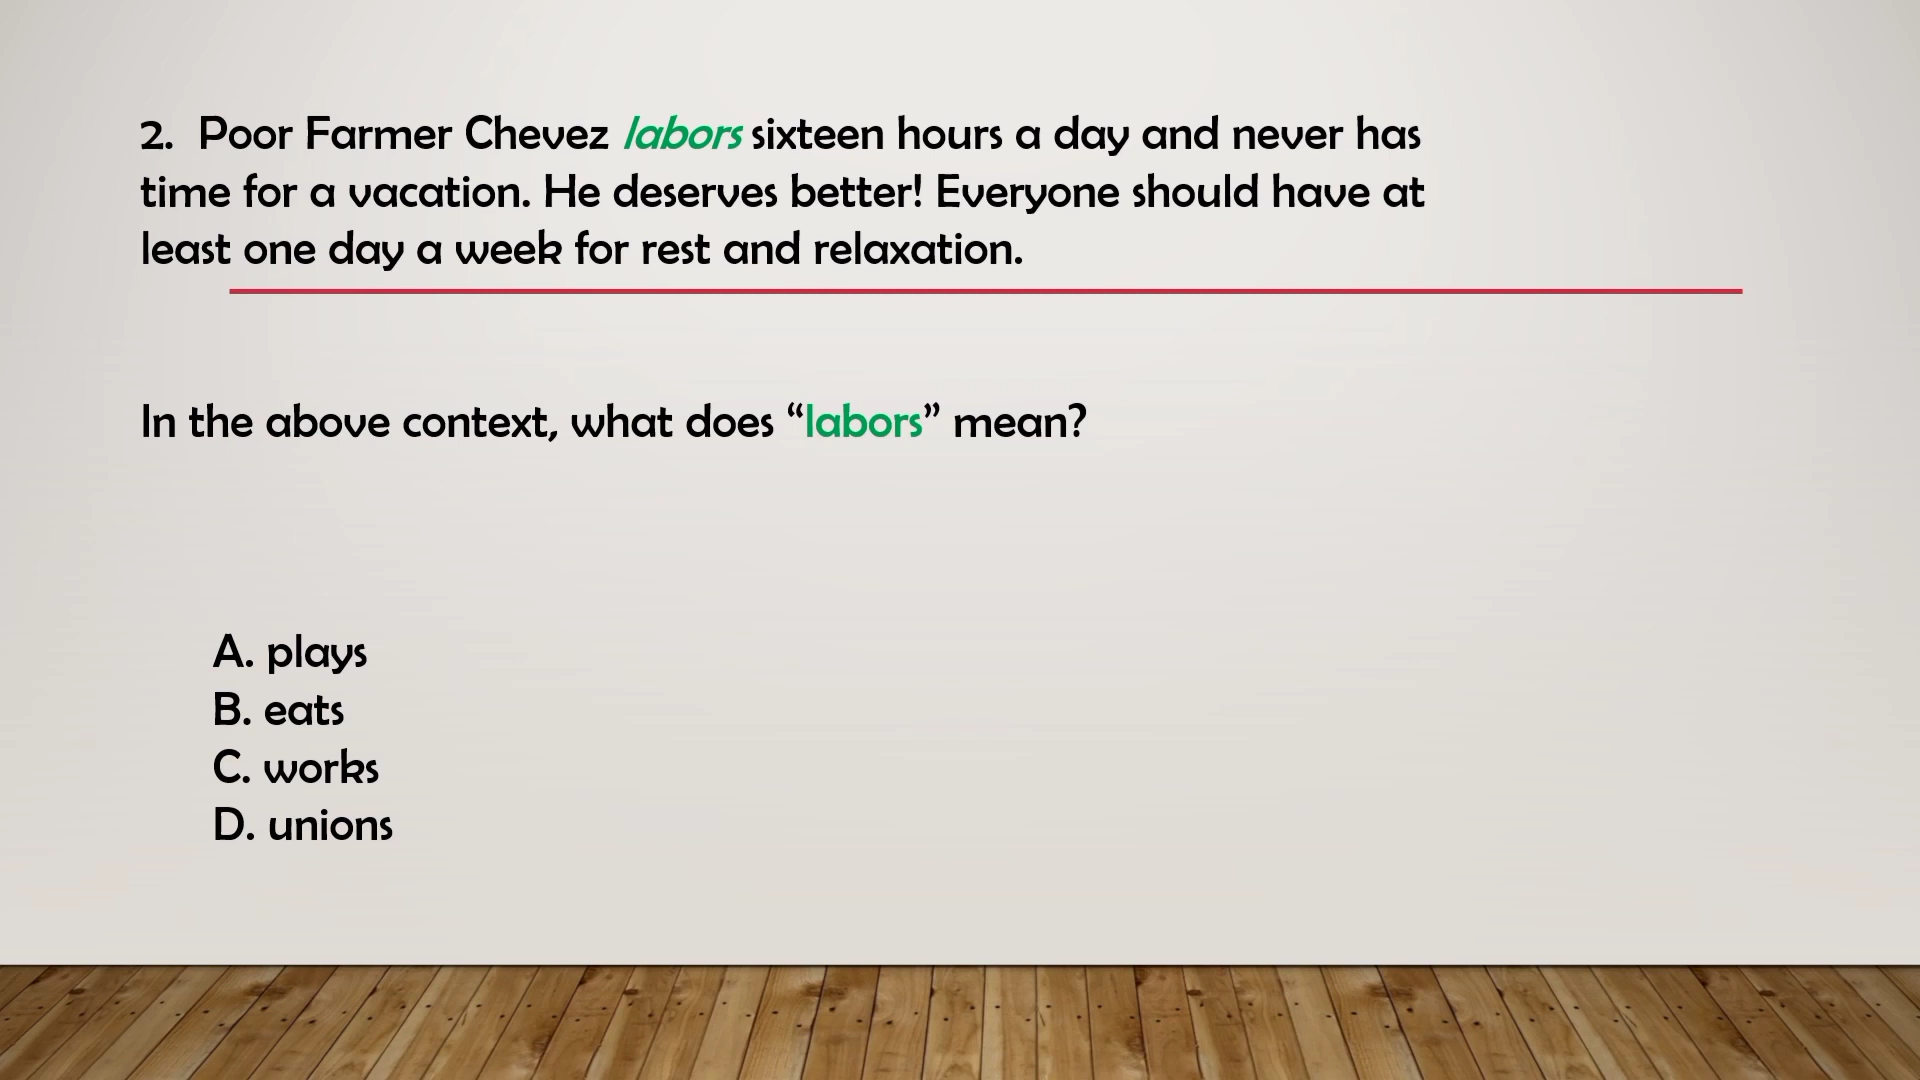 2. Poor Farmer Chevez labors sixteen hours a day and never has
time for a vacation. He deserves better! Everyone should have at
least one day a week for rest and relaxation.
In the above context, what does “labors” mean?
A. plays
B. eats
C. works
D. unions